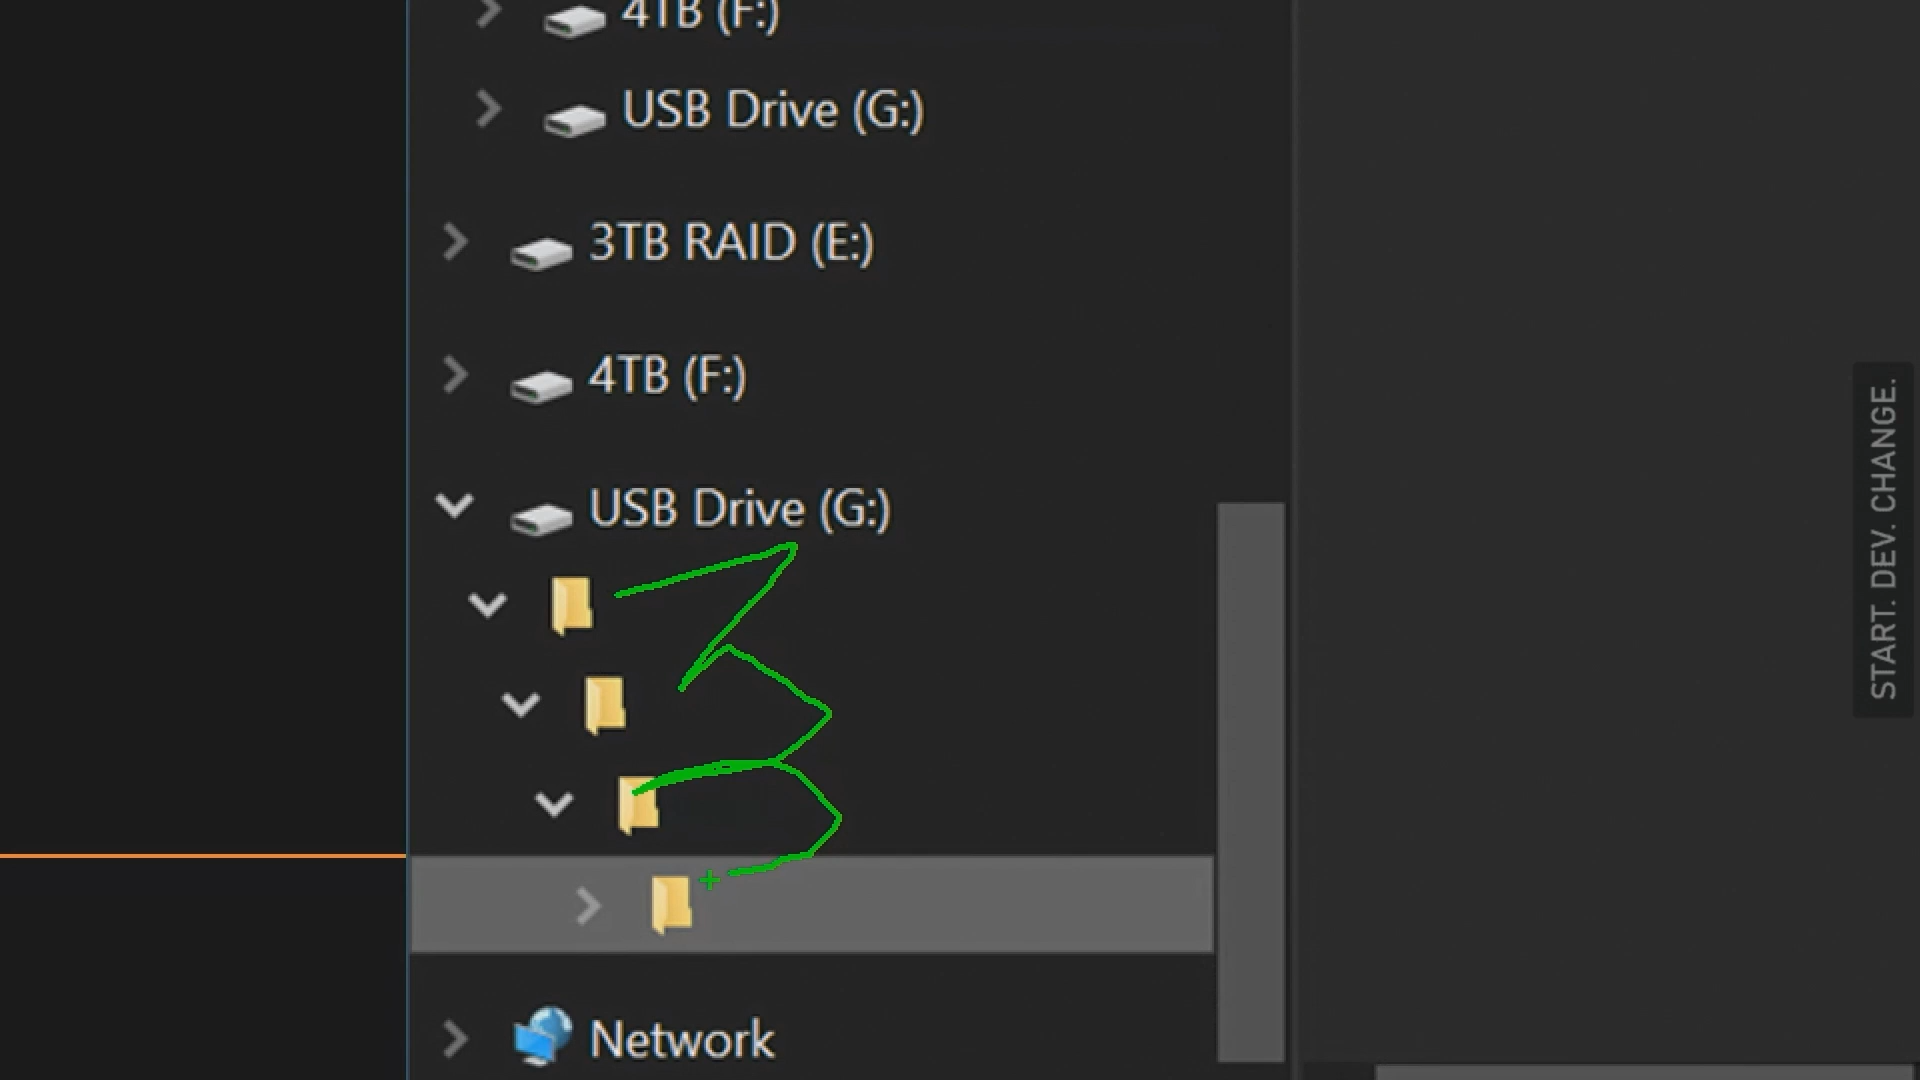 4TB (F:)
USB Drive (G:)
3TB RAID (E:)
4TB (F:)
USB Drive (G:)
Network
START. DEV. CHANGE.